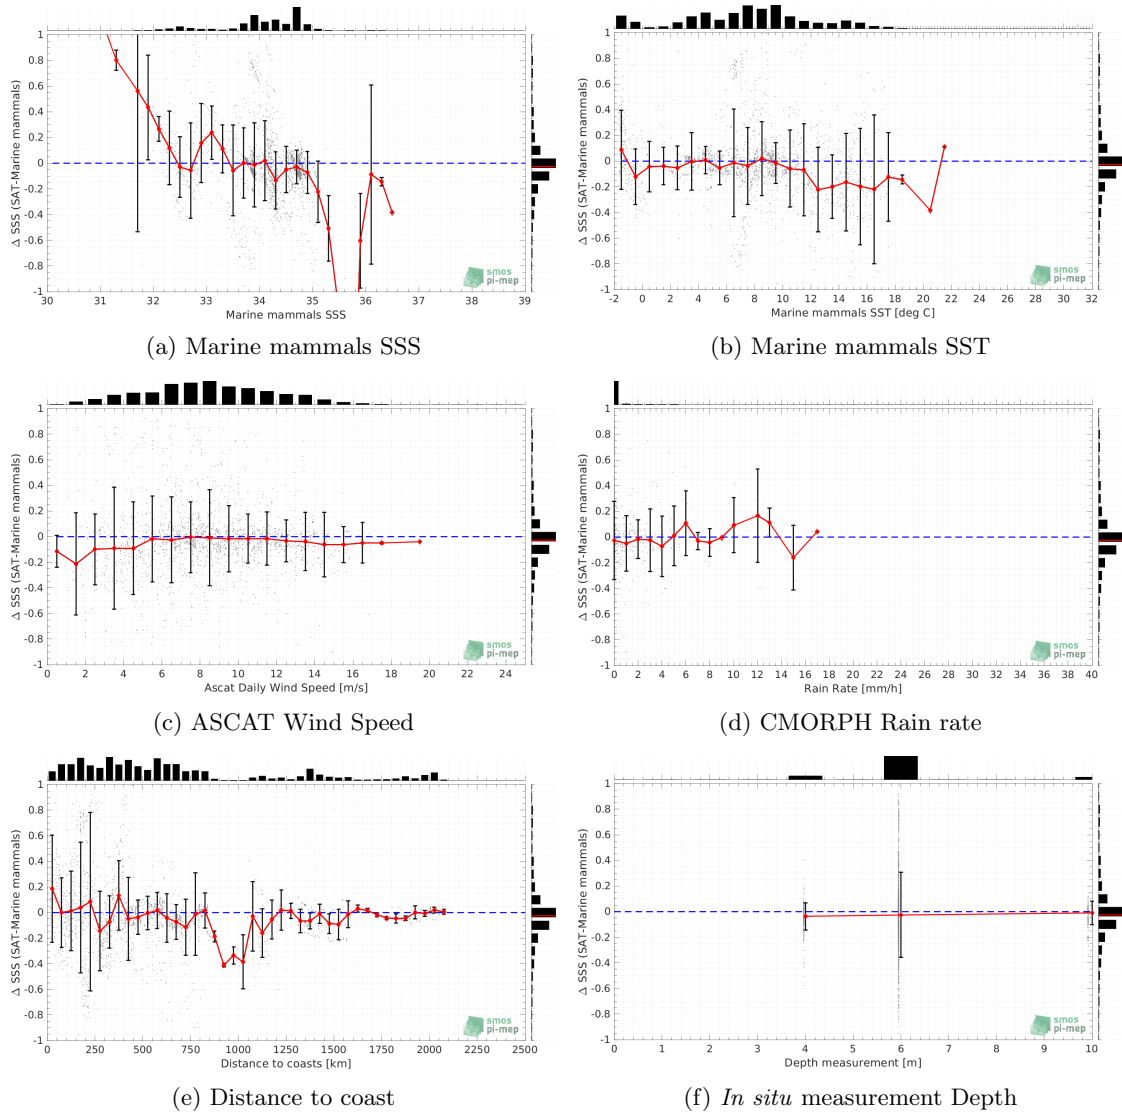 Δ SSS (SAT-Marine mammals)
1
0.8
0.6
0.4
0.2
0
-0.2
-0.4
-0.6
-0.8
-1
30 31 32 33 34 35 36 37 38 39
Marine mammals SSS
smos
pi-mep
(a) Marine mammals SSS
Δ SSS (SAT-Marine mammals)
1
0.8
0.6
0.4
0.2
0
-0.2
-0.4
-0.6
-0.8
-1
-2 0 2 4 6 8 10 12 14 16 18 20 22 24 26 28 30 32
Marine mammals SST [deg C]
smos
pi-mep
(b) Marine mammals SST
Δ SSS (SAT-Marine mammals)
1
0.8
0.6
0.4
0.2
0
-0.2
-0.4
-0.6
-0.8
-1
0 2 4 6 8 10 12 14 16 18 20 22 24
Ascat Daily Wind Speed [m/s]
smos
pi-mep
(c) ASCAT Wind Speed
Δ SSS (SAT-Marine mammals)
1
0.8
0.6
0.4
0.2
0
-0.2
-0.4
-0.6
-0.8
-1
0 2 4 6 8 10 12 14 16 18 20 22 24 26 28 30 32 34 36 38 40
Rain Rate [mm/h]
smos
pi-mep
(d) CMORPH Rain rate
Δ SSS (SAT-Marine mammals)
1
0.8
0.6
0.4
0.2
0
-0.2
-0.4
-0.6
-0.8
-1
0 250 500 750 1000 1250 1500 1750 2000 2250 2500
Distance to coasts [km]
smos
pi-mep
(e) Distance to coast
Δ SSS (SAT-Marine mammals)
1
0.8
0.6
0.4
0.2
0
-0.2
-0.4
-0.6
-0.8
-1
0 1 2 3 4 5 6 7 8 9 10
Depth measurement [m]
smos
pi-mep
(f) In situ measurement Depth